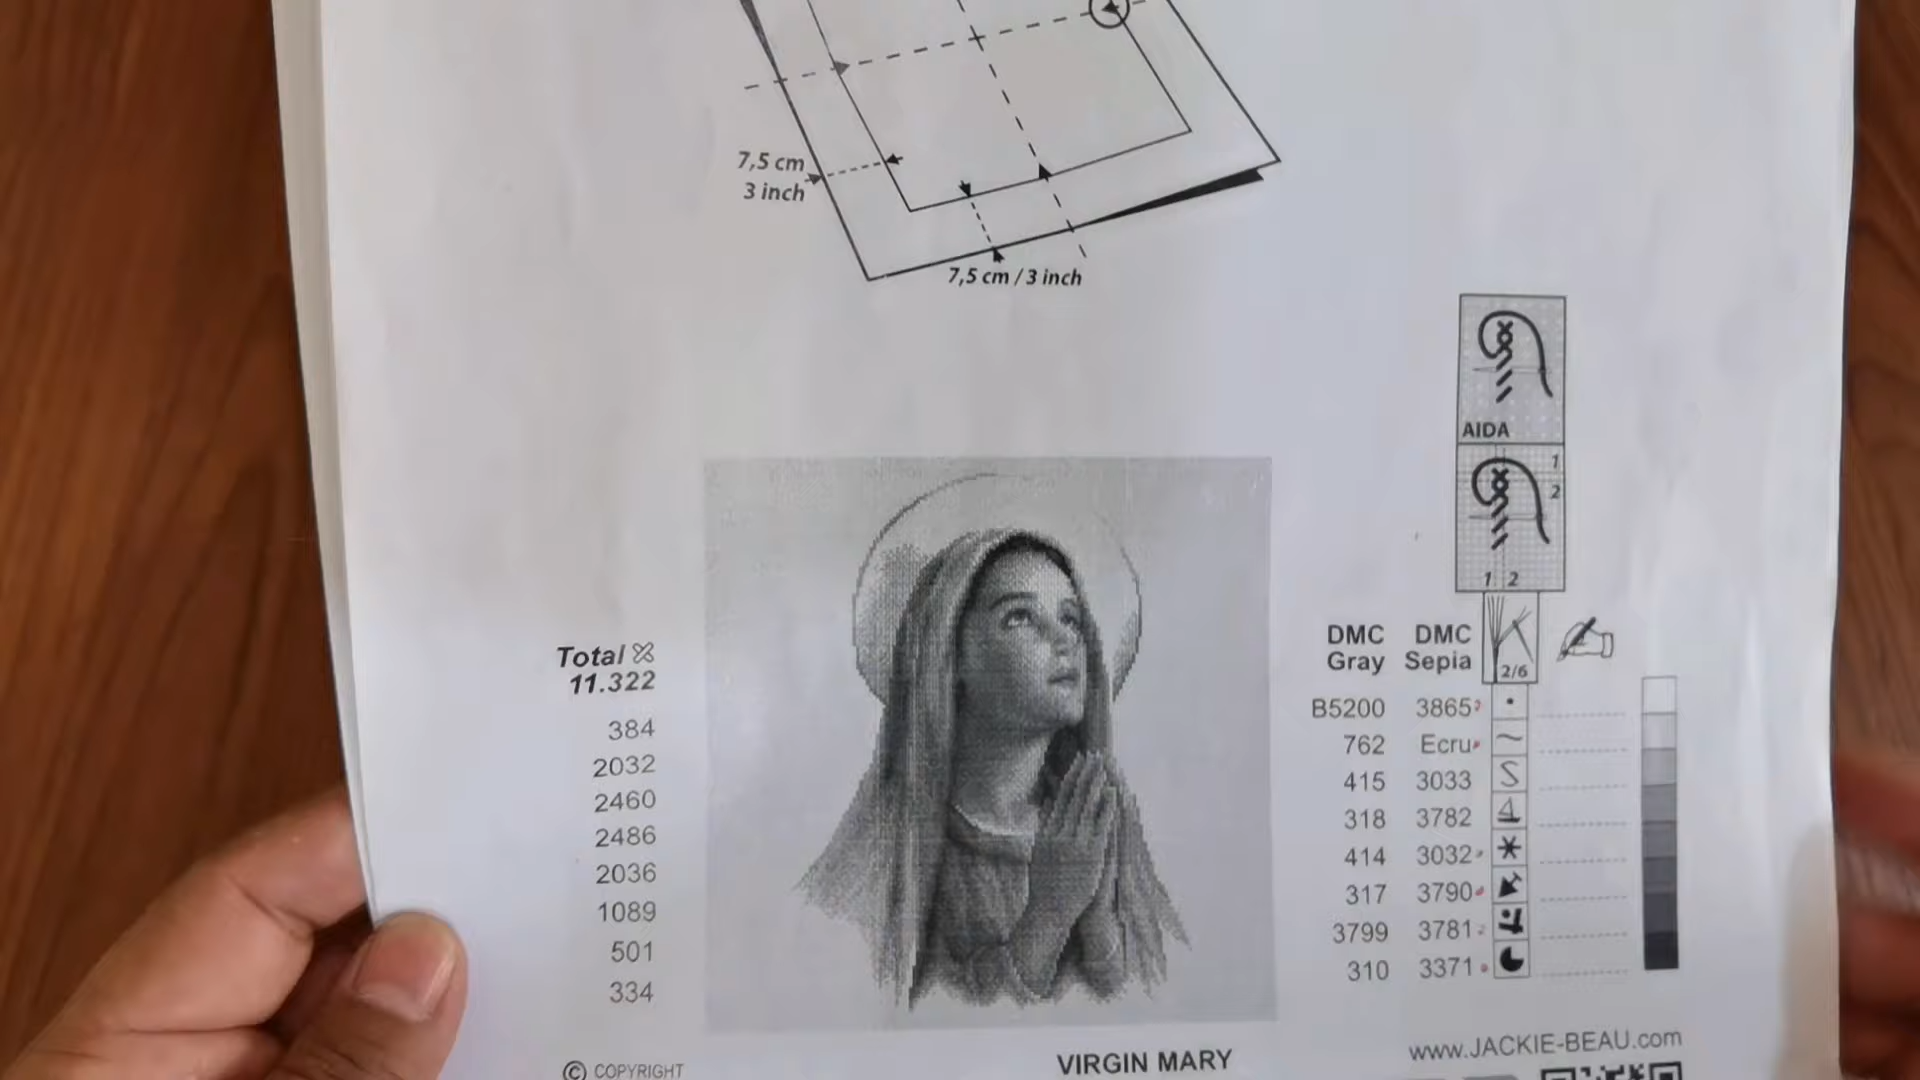 7,5 cm
3 inch
7,5 cm / 3 inch
AIDA
1
2
1 2
Total
11.322
384
2032
2460
2486
2036
1089
501
334
DMC DMC
Gray Sepia
2/6
B5200 3865
762 Ecru
415 3033
318 3782
414 3032
317 3790
3799 3781
310 3371
www.JACKIE-BEAU.com
© COPYRIGHT
VIRGIN MARY